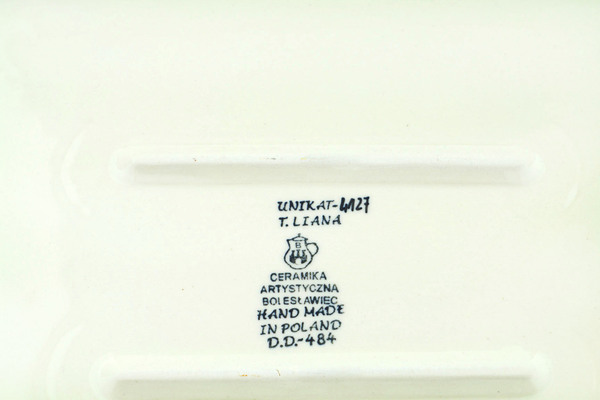 UNIKAT-4127
T. LIANA
B
CERAMIKA
ARTYSTYCZNA
BOLESŁAWIEC
HAND MADE
IN POLAND
D.D.-484